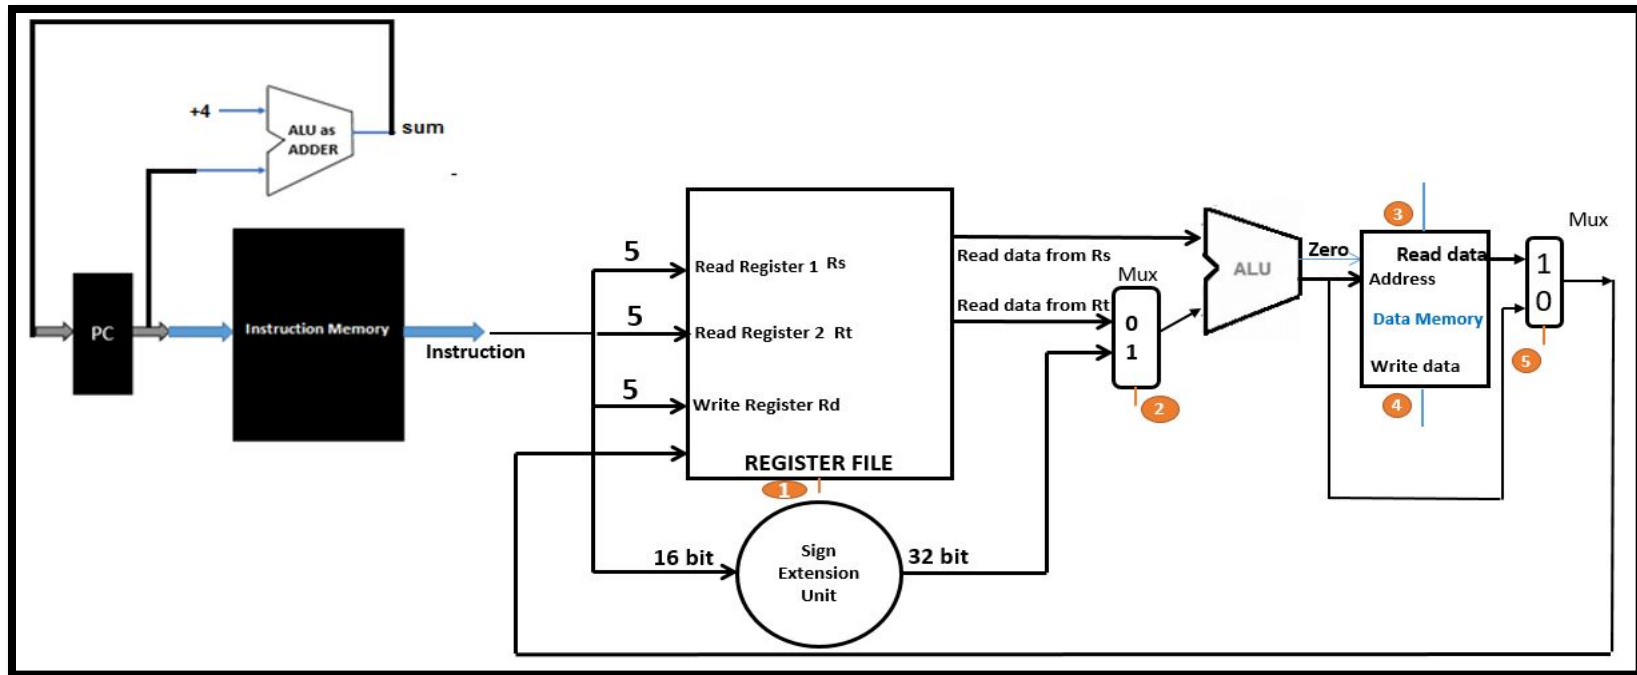 +4
ALU as
ADDER
sum
-
PC
Instruction Memory
Instruction
5
5
5
Read Register 1 Rs
Read Register 2 Rt
Write Register Rd
REGISTER FILE
1
16 bit
Sign
Extension
Unit
32 bit
Read data from Rs
Read data from Rt
Mux
0
1
2
ALU
Zero
3
Read data
Address
Data Memory
Write data
4
Mux
1
0
5